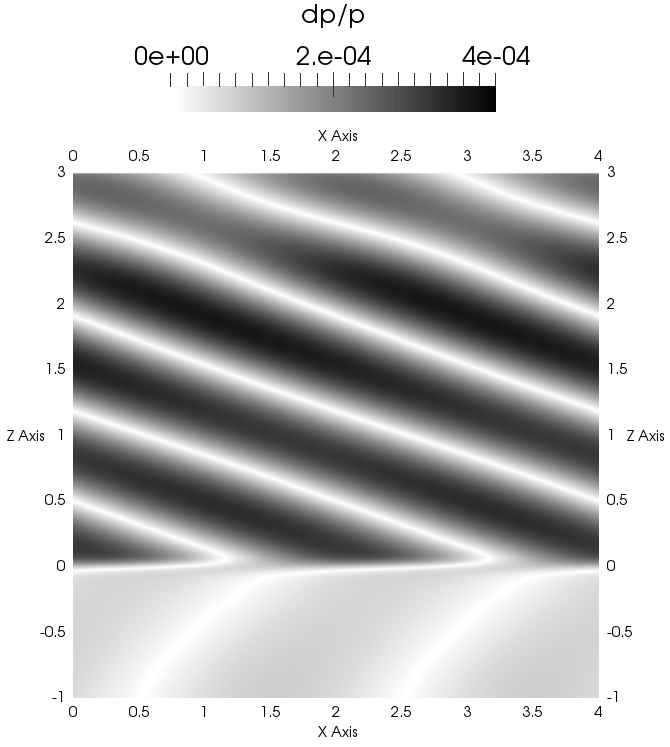 dp/p
0e+00 2.e-04 4e-04
X Axis
0 0.5 1 1.5 2 2.5 3 3.5 4
3 3
2.5 2.5
2 2
1.5 1.5
Z Axis 1 1 Z Axis
0.5 0.5
0 0
-0.5 -0.5
-1 -1
0 0.5 1 1.5 2 2.5 3 3.5 4
X Axis